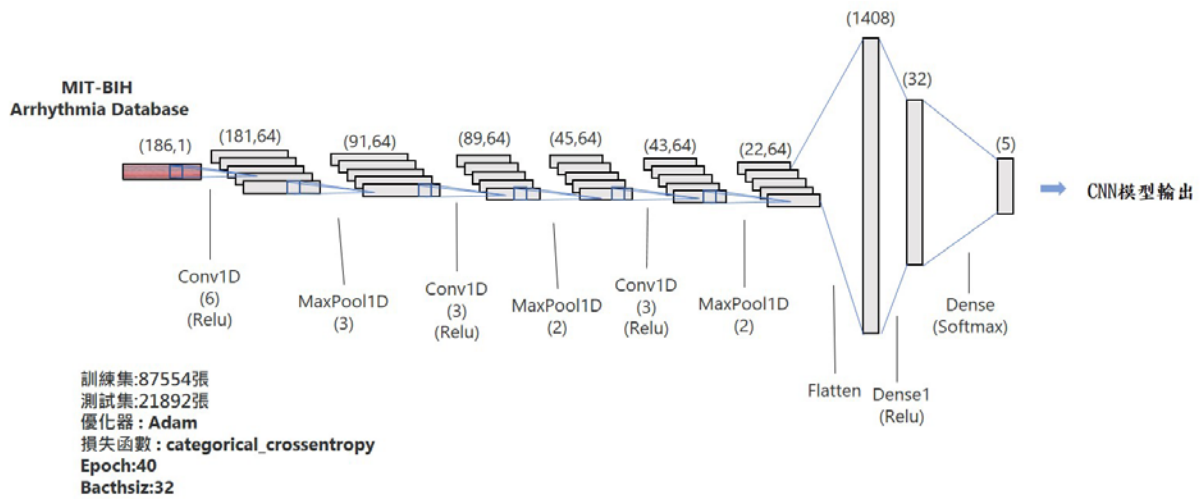 MIT-BIH
Arrhythmia Database
(186,1)
(181,64)
(91,64)
(89,64)
(45,64)
(43,64)
(22,64)
(1408)
(32)
(5)
CNN模型輸出
Conv1D
(6)
(Relu)
MaxPool1D
(3)
Conv1D
(3)
(Relu)
MaxPool1D
(2)
Conv1D
(3)
(Relu)
MaxPool1D
(2)
Flatten
Dense1
(Relu)
Dense
(Softmax)
訓練集:87554張
測試集:21892張
優化器 : Adam
損失函數 : categorical_crossentropy
Epoch:40
Bacthsiz:32